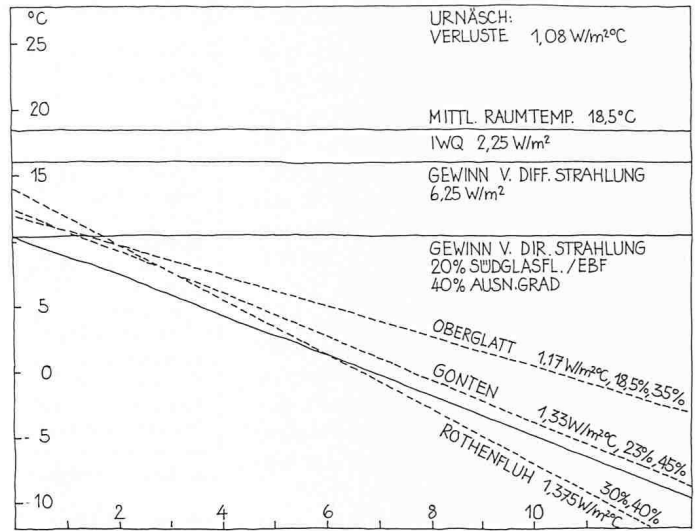 °C
URNÄSCH:
VERLUSTE 1,08 W/m²°C
25
20
MITTL. RAUMTEMP. 18,5°C
IWQ 2,25 W/m²
15
GEWINN V. DIFF. STRAHLUNG
6,25 W/m²
GEWINN V. DIR. STRAHLUNG
20% SÜDGLASFL./EBF
40% AUSN.GRAD
5
OBERGLATT 1,17 W/m²°C, 18,5%, 35%
0
GONTEN 1,33 W/m²°C, 23%, 45%
-5
ROTHENFLUH 1,375 W/m²°C 30%, 40%
-10
2 4 6 8 10